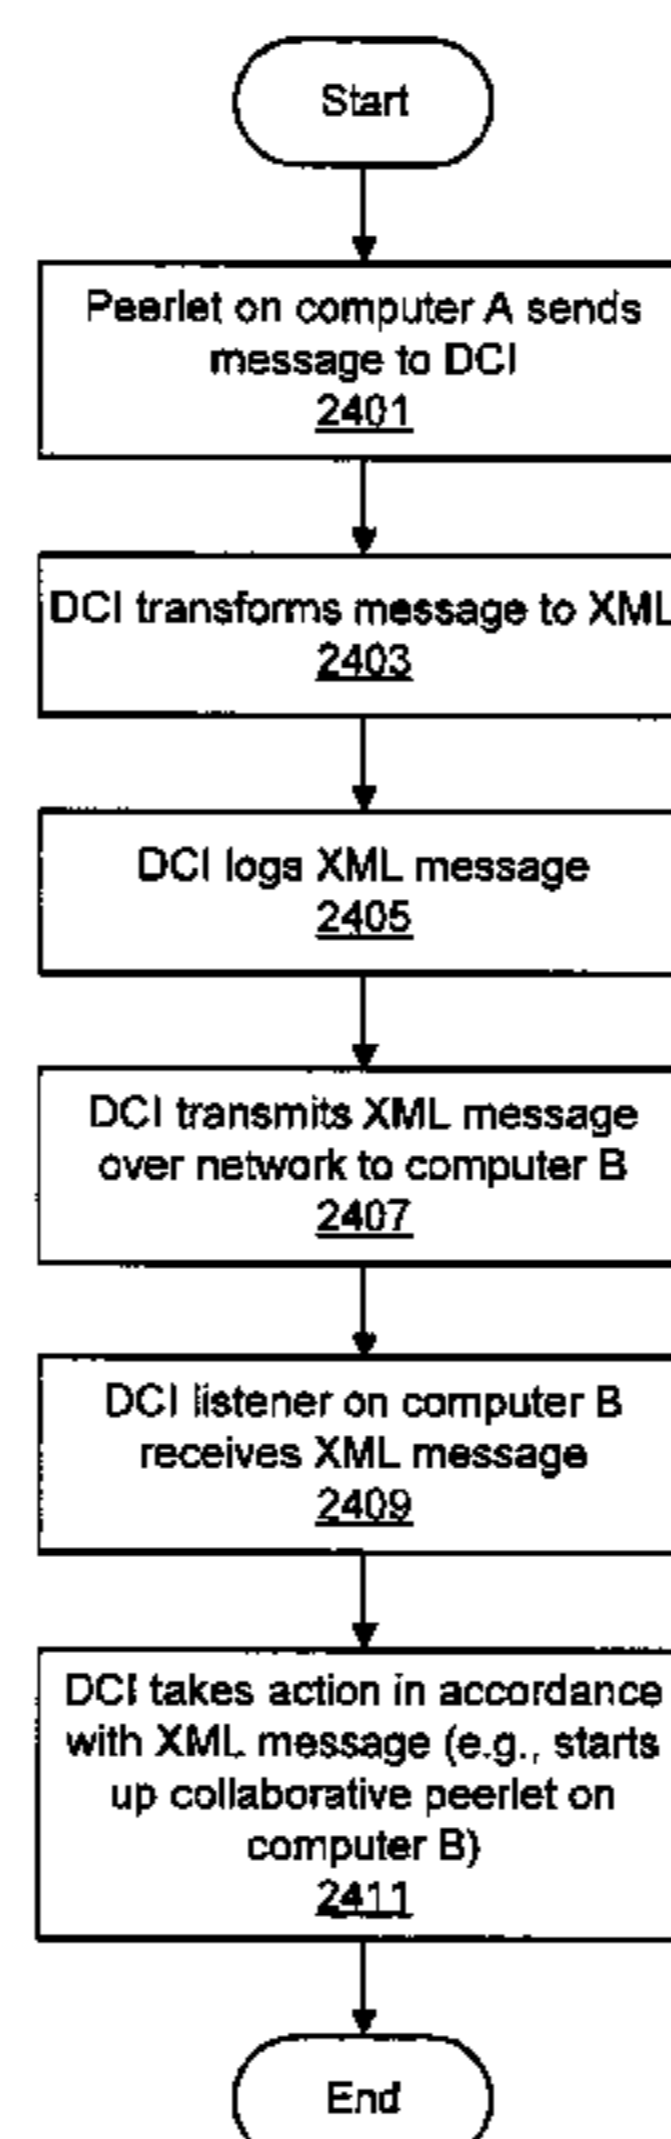 Start
Peerlet on computer A sends
message to DCI
2401
DCI transforms message to XML
2403
DCI logs XML message
2405
DCI transmits XML message
over network to computer B
2407
DCI listener on computer B
receives XML message
2409
DCI takes action in accordance
with XML message (e.g., starts
up collaborative peerlet on
computer B)
2411
End